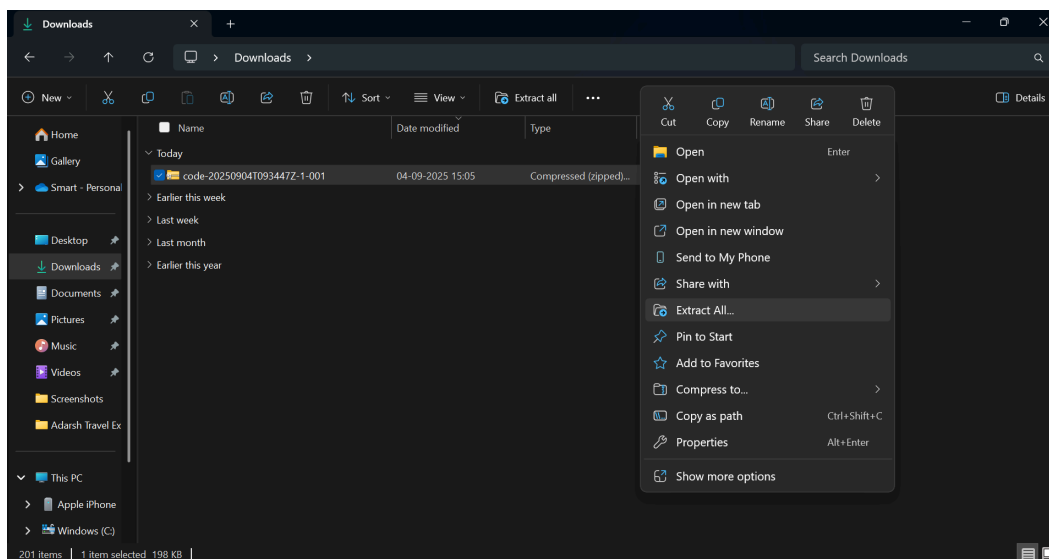 Downloads
Downloads
Search Downloads
New
Sort
View
Extract all
Details
Home
Gallery
Smart - Personal
Desktop
Downloads
Documents
Pictures
Music
Videos
Screenshots
Adarsh Travel Ex
This PC
Apple iPhone
Windows (C:)
Name Date modified Type
Today
code-20250904T093447Z-1-001 04-09-2025 15:05 Compressed (zipped)...
Earlier this week
Last week
Last month
Earlier this year
Cut Copy Rename Share Delete
Open Enter
Open with
Open in new tab
Open in new window
Send to My Phone
Share with
Extract All...
Pin to Start
Add to Favorites
Compress to...
Copy as path Ctrl+Shift+C
Properties Alt+Enter
Show more options
201 items 1 item selected 198 KB